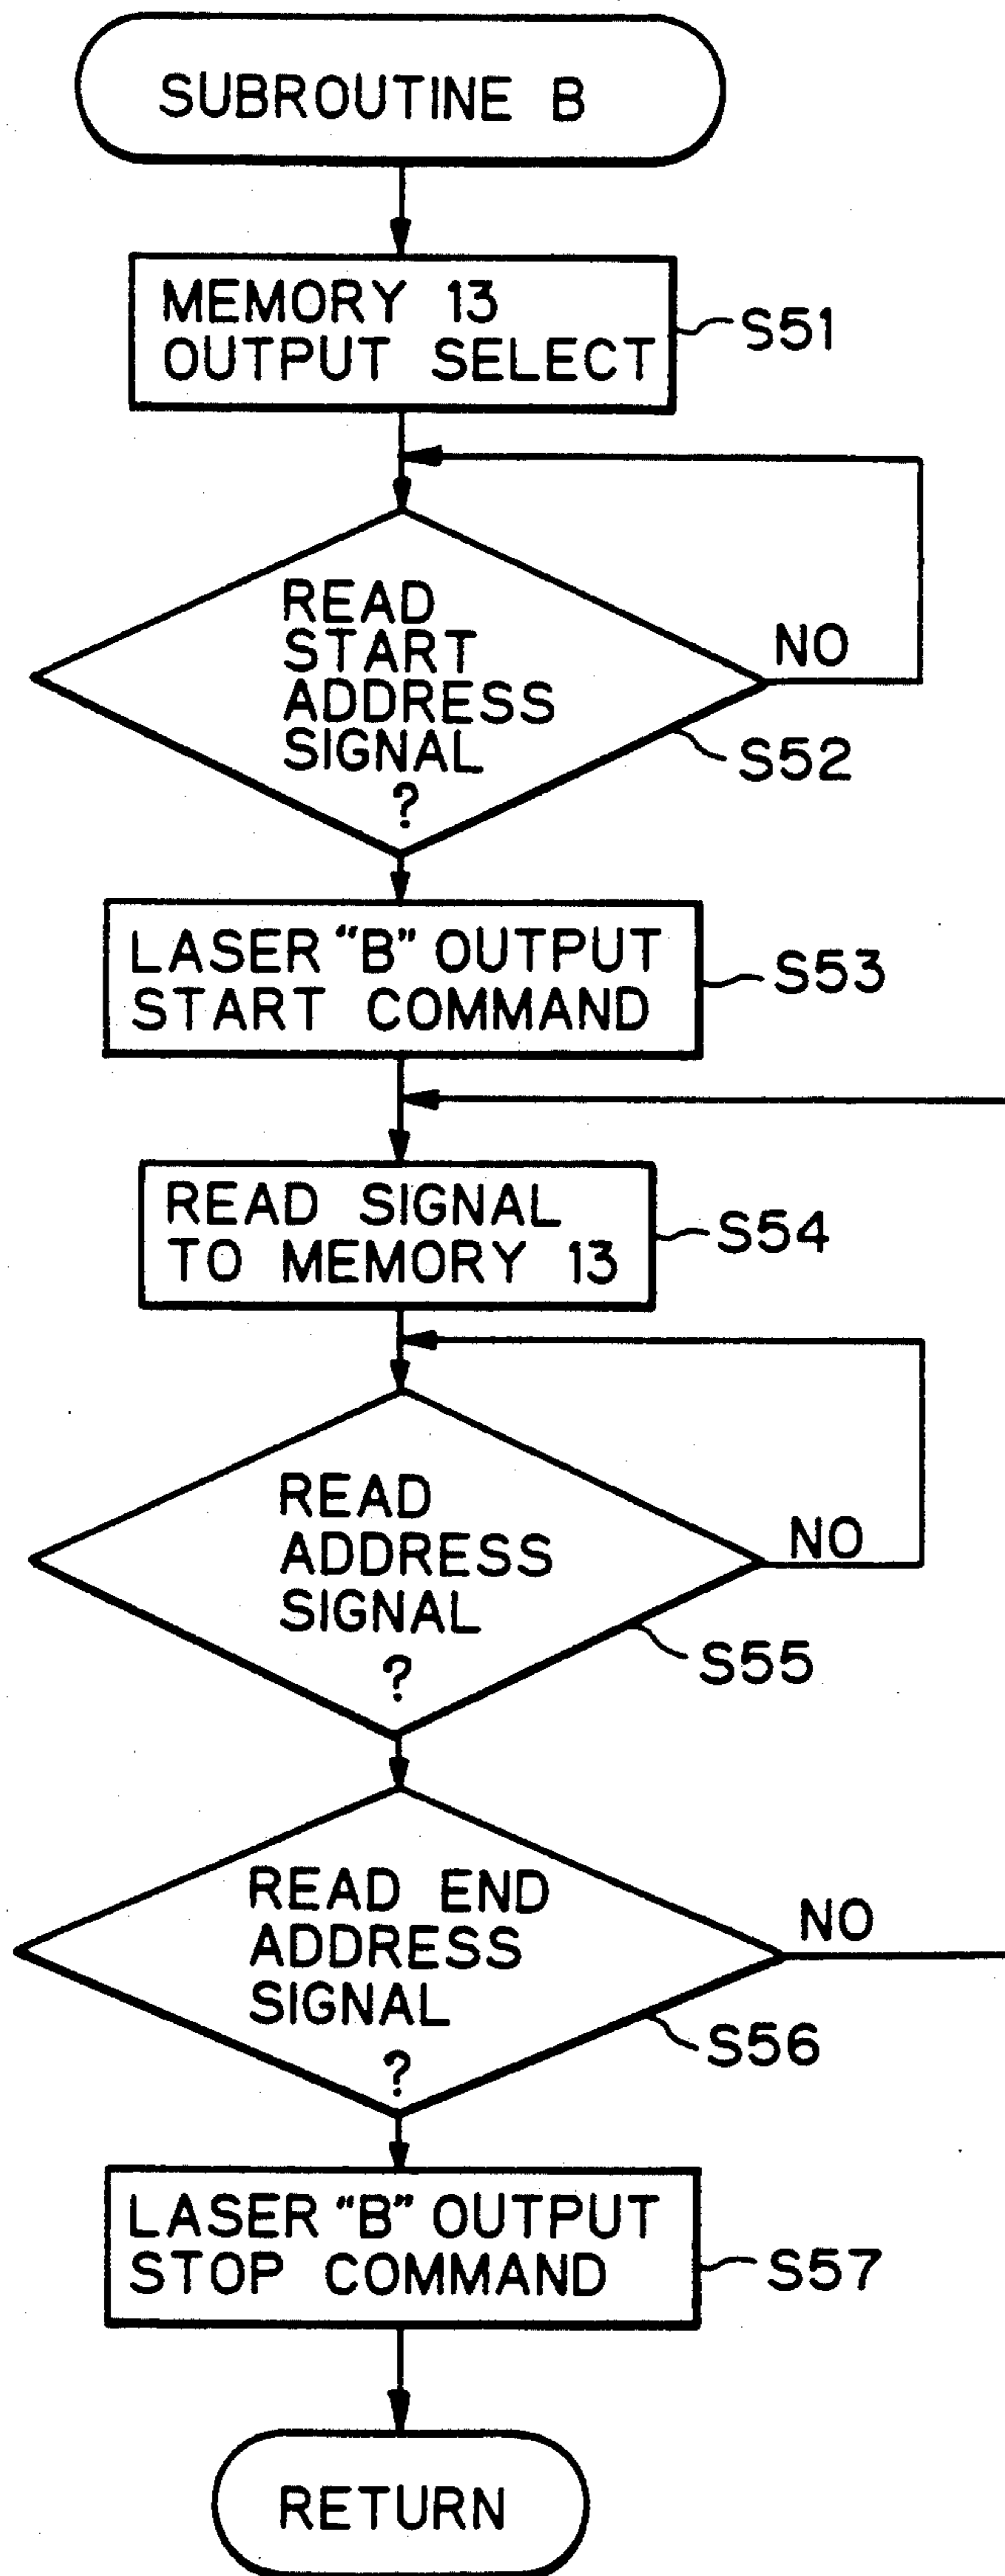 SUBROUTINE B
MEMORY 13
OUTPUT SELECT
S51
READ
START
ADDRESS
SIGNAL
?
NO
S52
LASER "B" OUTPUT
START COMMAND
S53
READ SIGNAL
TO MEMORY 13
S54
READ
ADDRESS
SIGNAL
?
NO
S55
READ END
ADDRESS
SIGNAL
?
NO
S56
LASER "B" OUTPUT
STOP COMMAND
S57
RETURN